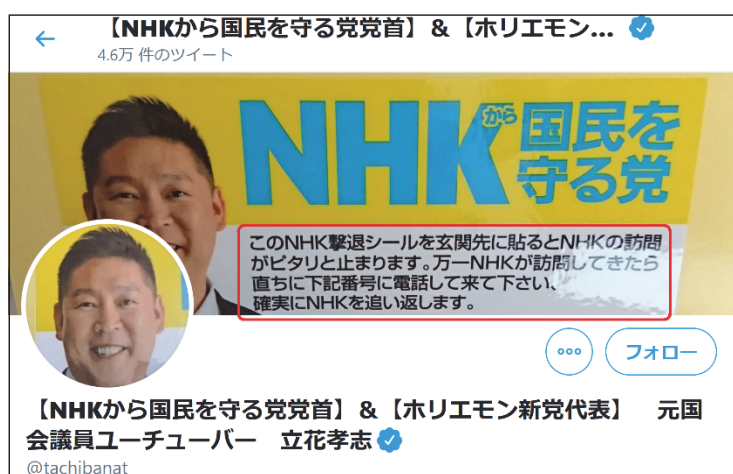 【NHKから国民を守る党党首】&【ホリエモン...
4.6万 件のツイート
NHKから国民を
守る党
このNHK撃退シールを玄関先に貼るとNHKの訪問
がピタリと止まります。万一NHKが訪問してきたら
直ちに下記番号に電話して来て下さい、
確実にNHKを追い返します。
フォロー
【NHKから国民を守る党党首】&【ホリエモン新党代表】 元国
会議員ユーチューバー 立花孝志
@tachibanat